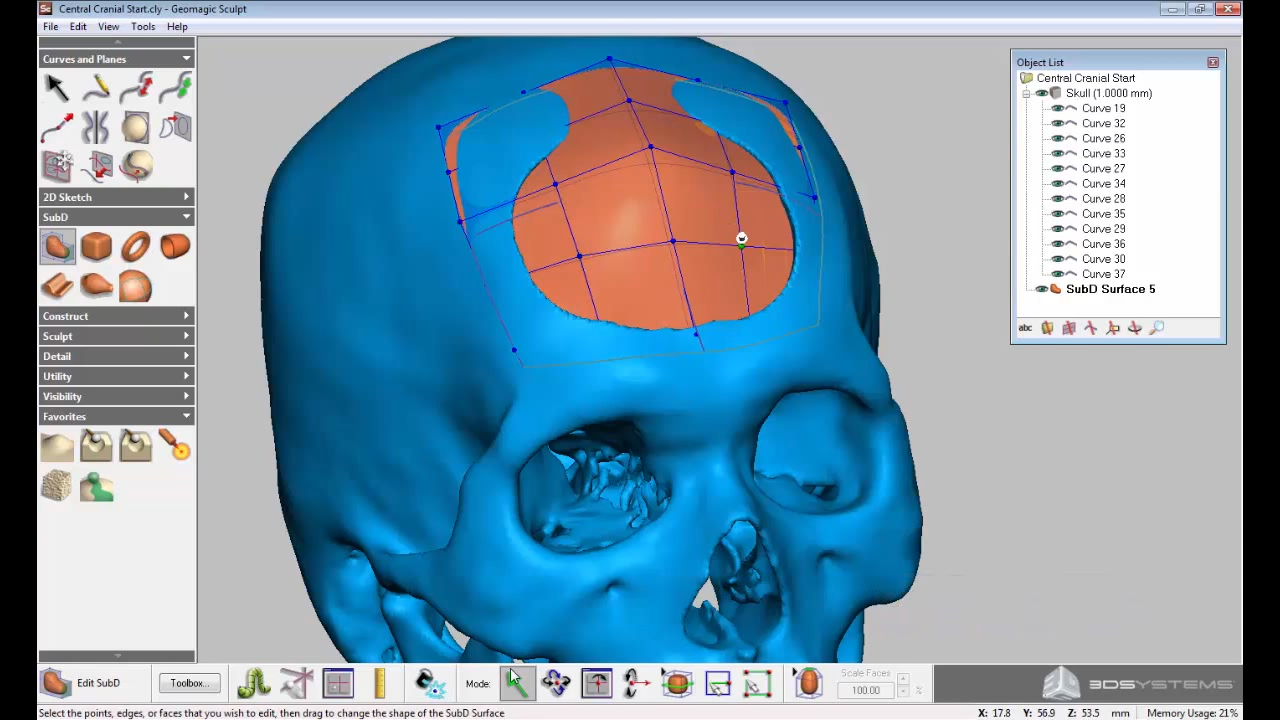 Sc Central Cranial Start.cly - Geomagic Sculpt
File Edit View Tools Help
Curves and Planes
2D Sketch
SubD
Construct
Sculpt
Detail
Utility
Visibility
Favorites
Object List
Central Cranial Start
Skull (1.0000 mm)
Curve 19
Curve 32
Curve 26
Curve 33
Curve 27
Curve 34
Curve 28
Curve 35
Curve 29
Curve 36
Curve 30
Curve 37
SubD Surface 5
abc
Edit SubD
Toolbox...
Mode:
Scale Faces
100.00 %
3DSYSTEMS
Select the points, edges, or faces that you wish to edit, then drag to change the shape of the SubD Surface
X: 17.8 Y: 56.9 Z: 53.5 mm Memory Usage: 21%